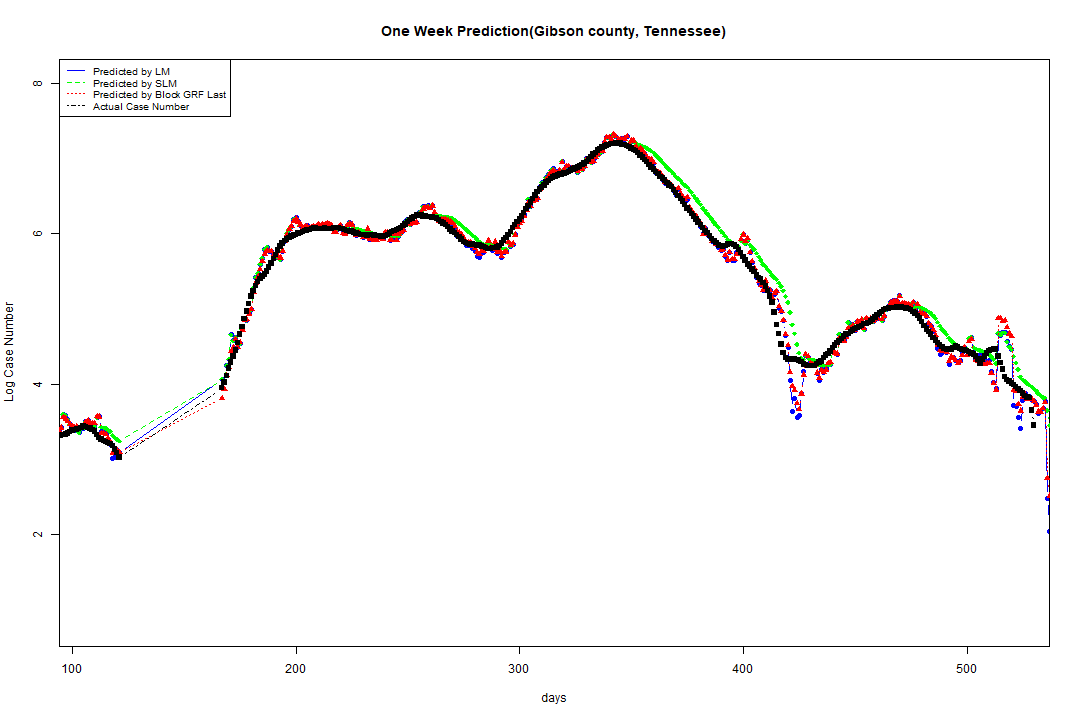 One Week Prediction(Gibson county, Tennessee)
Predicted by LM
Predicted by SLM
Predicted by Block GRF Last
Actual Case Number
8
6
4
2
Log Case Number
100 200 300 400 500
days